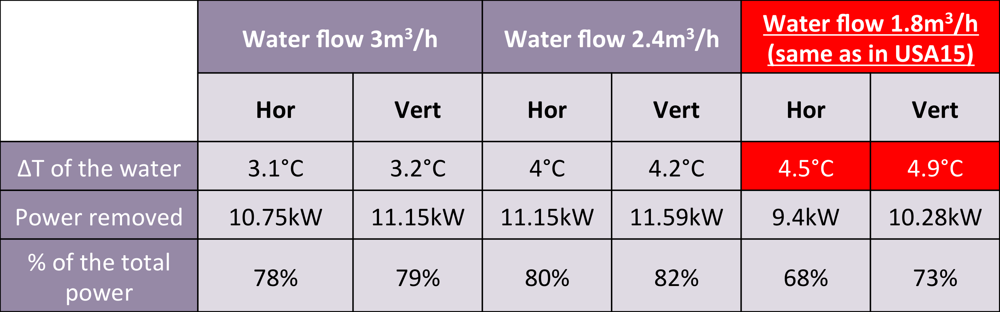 Water flow 3m³/h Water flow 2.4m³/h Water flow 1.8m³/h
(same as in USA15)
Hor Vert Hor Vert Hor Vert
ΔT of the water 3.1°C 3.2°C 4°C 4.2°C 4.5°C 4.9°C
Power removed 10.75kW 11.15kW 11.15kW 11.59kW 9.4kW 10.28kW
% of the total
power 78% 79% 80% 82% 68% 73%